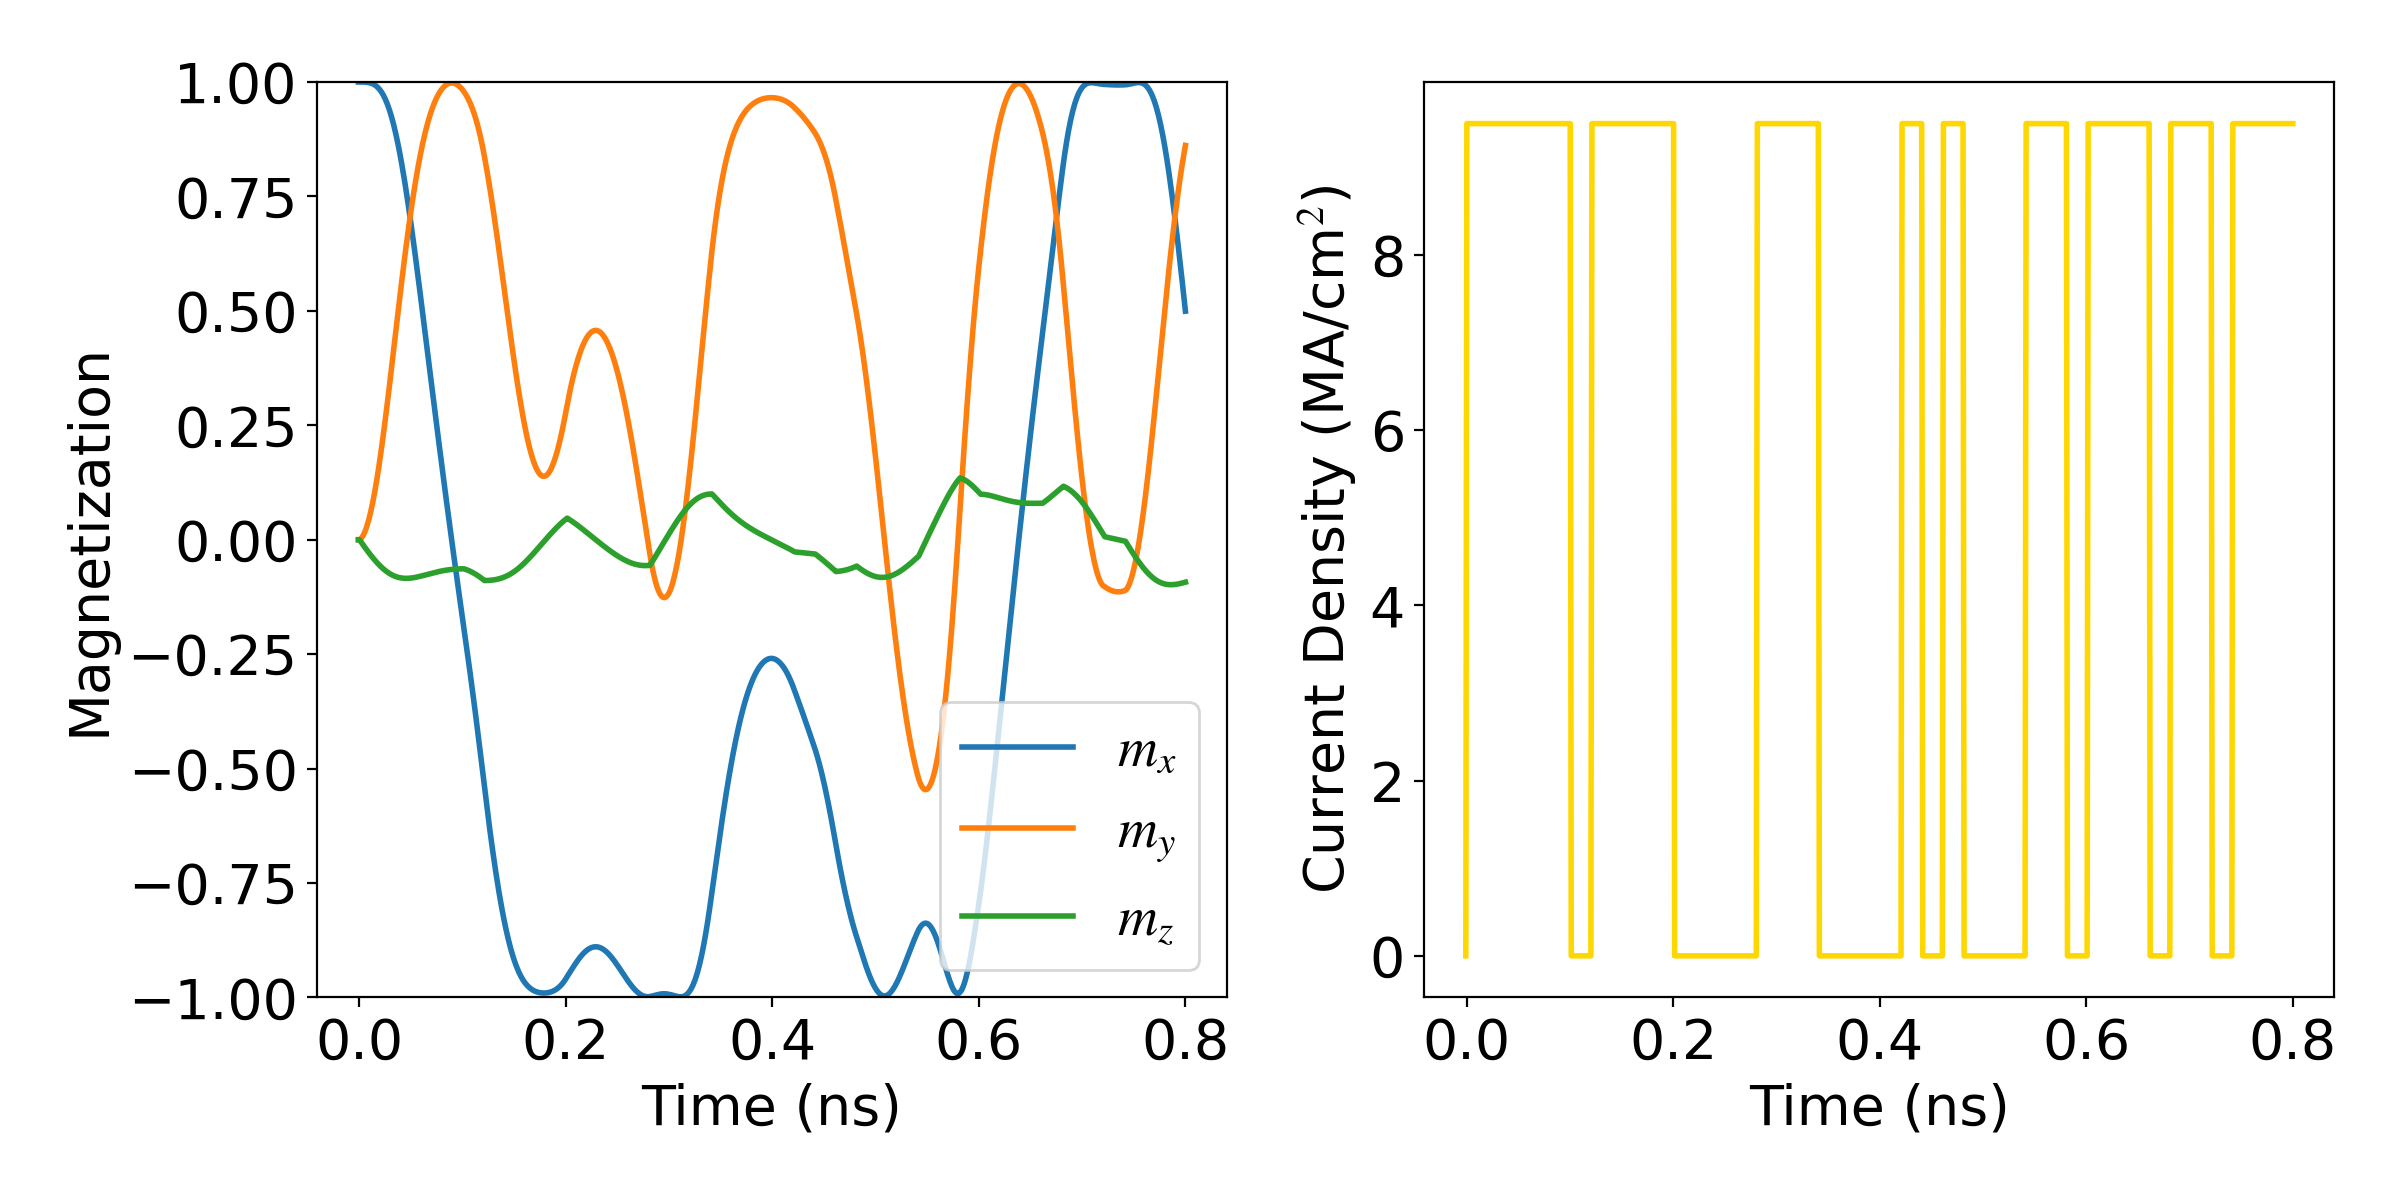 Magnetization
1.00
0.75
0.50
0.25
0.00
−0.25
−0.50
−0.75
−1.00
0.0 0.2 0.4 0.6 0.8
Time (ns)
m_x
m_y
m_z
Current Density (MA/cm²)
8
6
4
2
0
0.0 0.2 0.4 0.6 0.8
Time (ns)